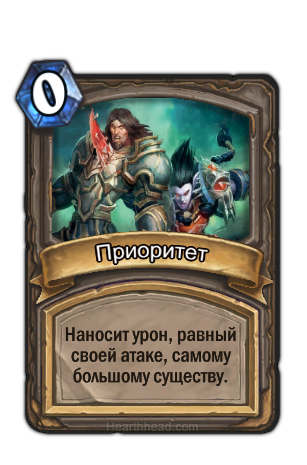 0
Приоритет
Наносит урон, равный
своей атаке, самому
большому существу.
Hearthhead.com